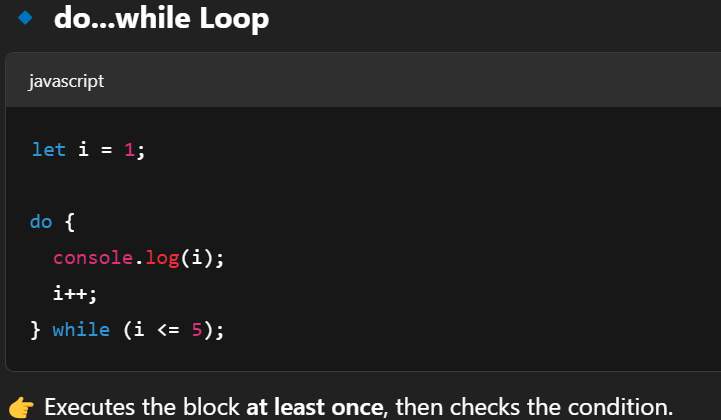 do...while Loop
javascript
let i = 1;
do {
console.log(i);
i++;
} while (i <= 5);
👉 Executes the block at least once, then checks the condition.